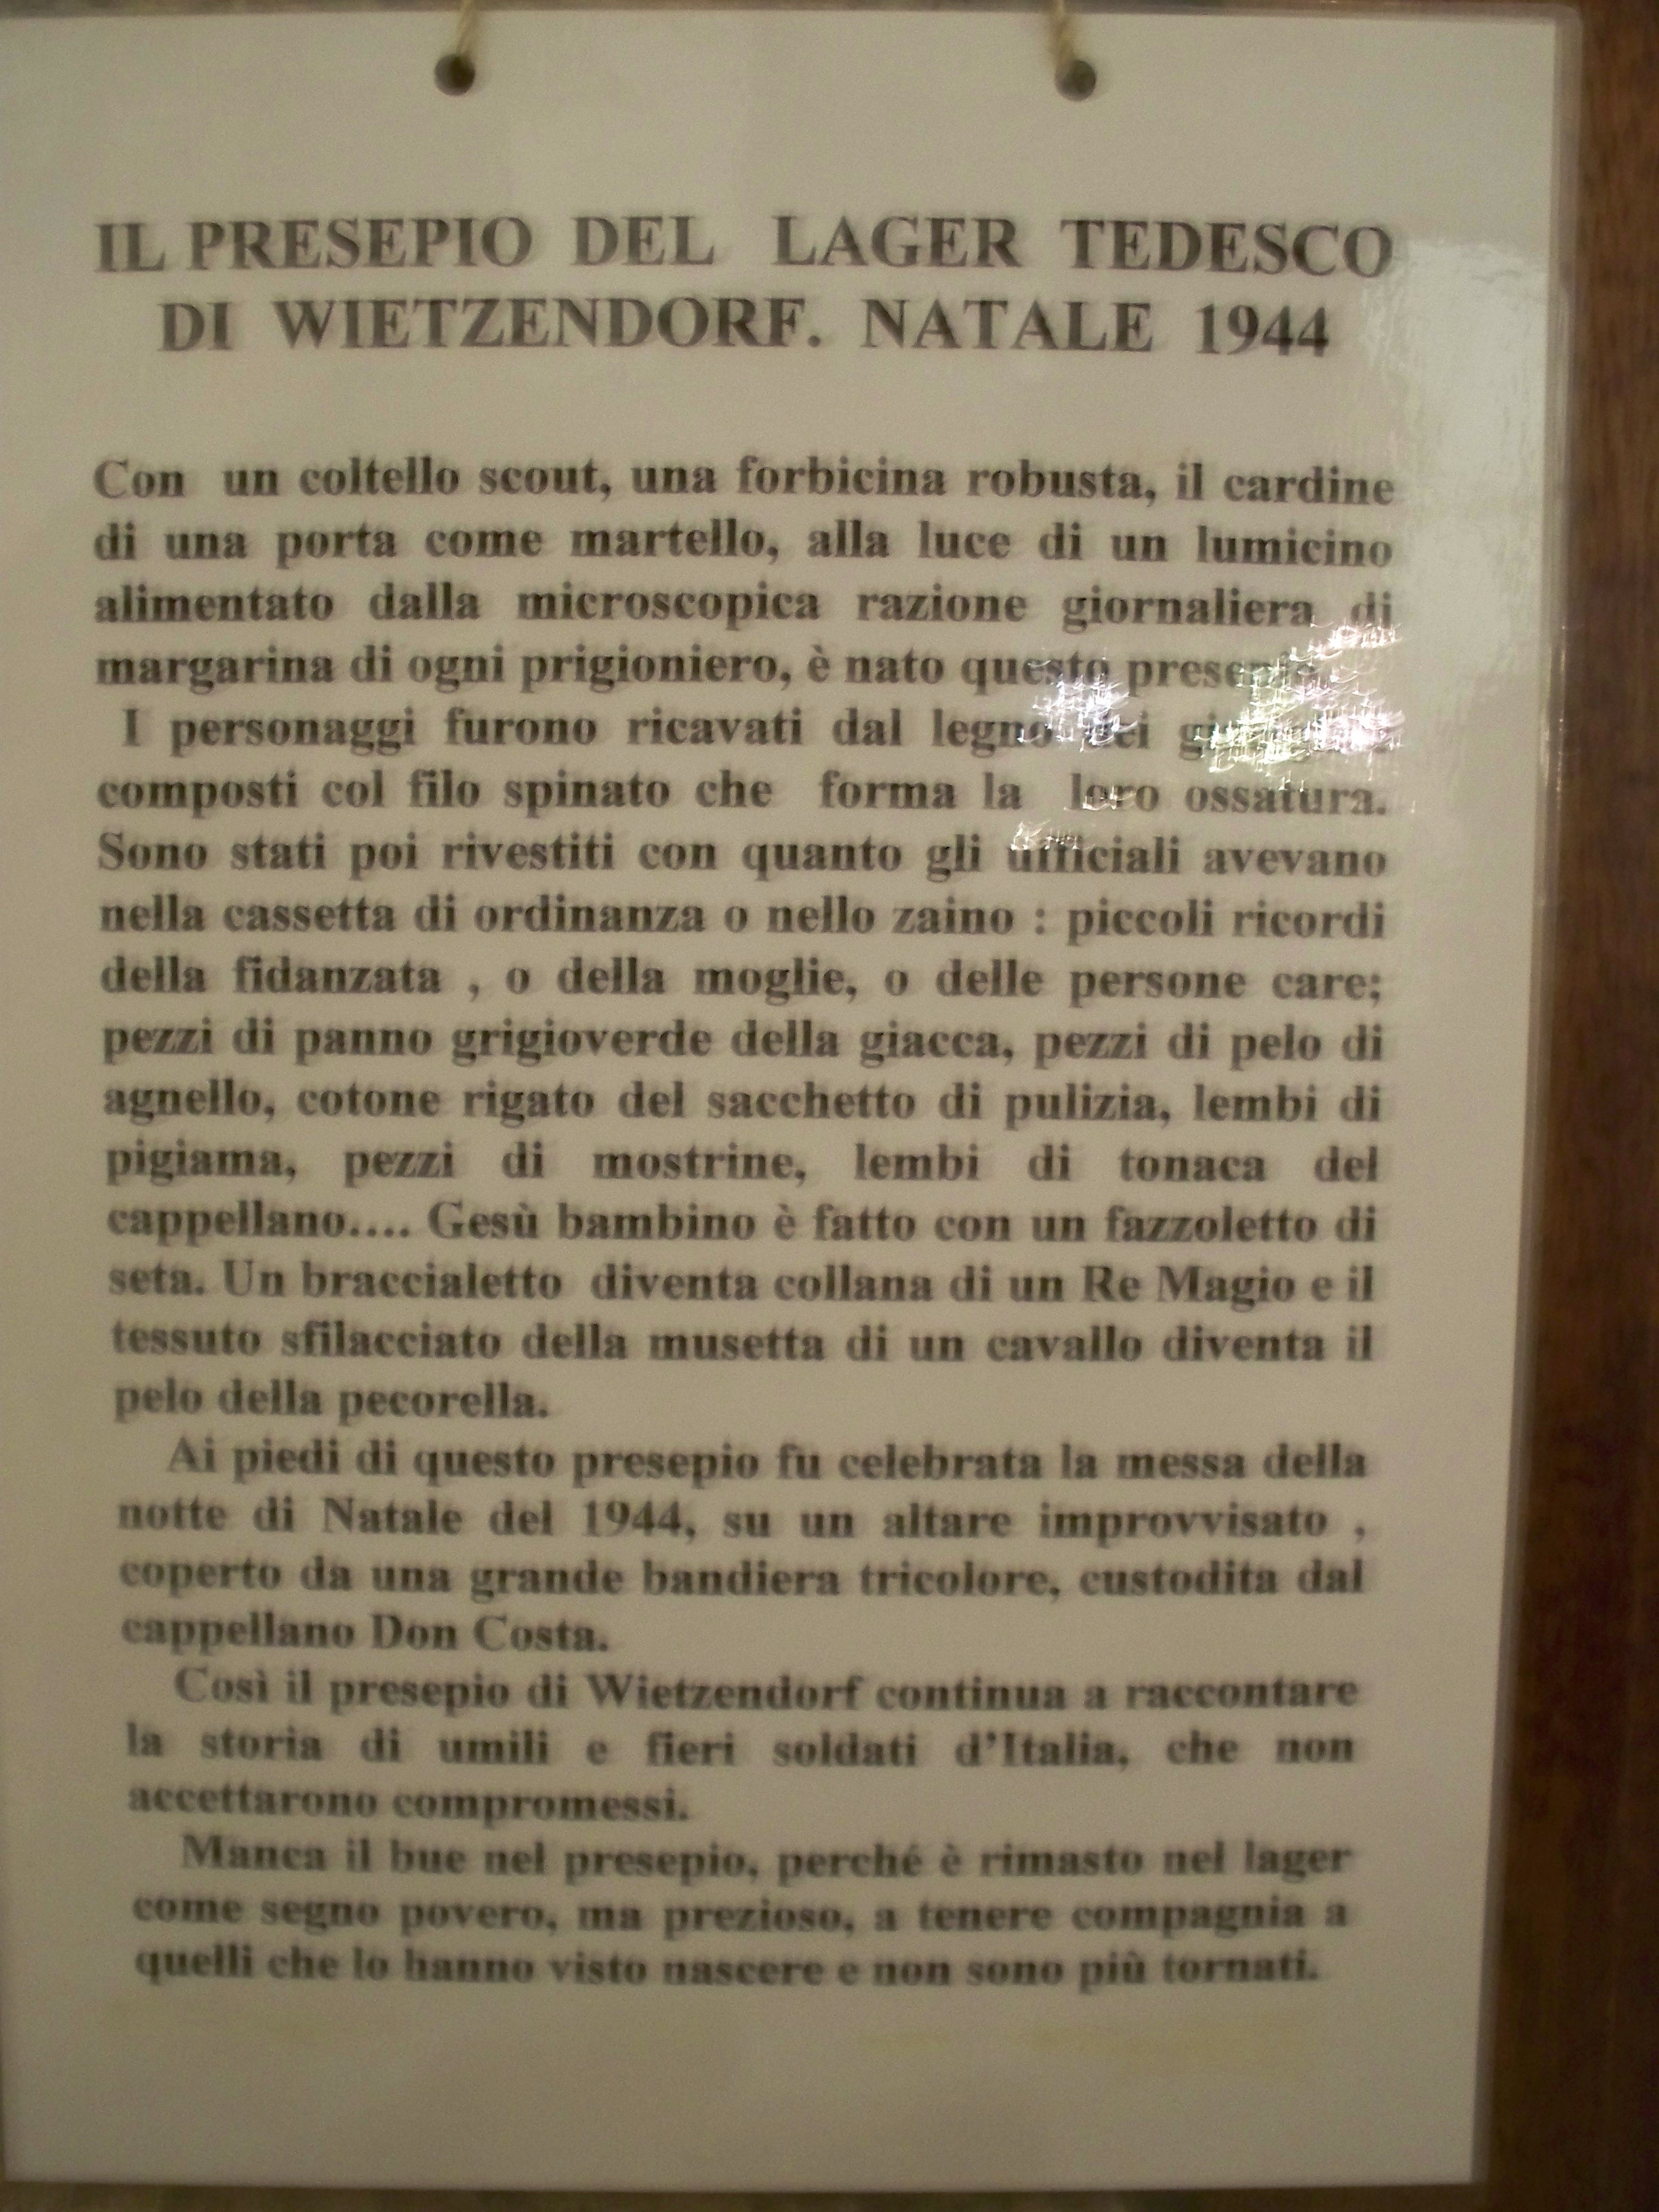 IL PRESEPIO DEL LAGER TEDESCO
DI WIETZENDORF. NATALE 1944
Con un coltello scout, una forbicina robusta, il cardine
di una porta come martello, alla luce di un lumicino
alimentato dalla microscopica razione giornaliera di
margarina di ogni prigioniero, è nato questo presepio.
I personaggi furono ricavati dal legno dei
composti col filo spinato che forma la loro ossatura.
Sono stati poi rivestiti con quanto gli ufficiali avevano
nella cassetta di ordinanza o nello zaino : piccoli ricordi
della fidanzata , o della moglie, o delle persone care;
pezzi di panno grigioverde della giacca, pezzi di pelo di
agnello, cotone rigato del sacchetto di pulizia, lembi di
pigiama, pezzi di mostrine, lembi di tonaca del
cappellano.... Gesù bambino è fatto con un fazzoletto di
seta. Un braccialetto diventa collana di un Re Magio e il
tessuto sfilacciato della musetta di un cavallo diventa il
pelo della pecorella.
Ai piedi di questo presepio fu celebrata la messa della
notte di Natale del 1944, su un altare improvvisato ,
coperto da una grande bandiera tricolore, custodita dal
cappellano Don Costa.
Così il presepio di Wietzendorf continua a raccontare
la storia di umili e fieri soldati d'Italia, che non
accettarono compromessi.
Manca il bue nel presepio, perché è rimasto nel lager
come segno povero, ma prezioso, a tenere compagnia a
quelli che lo hanno visto nascere e non sono più tornati.